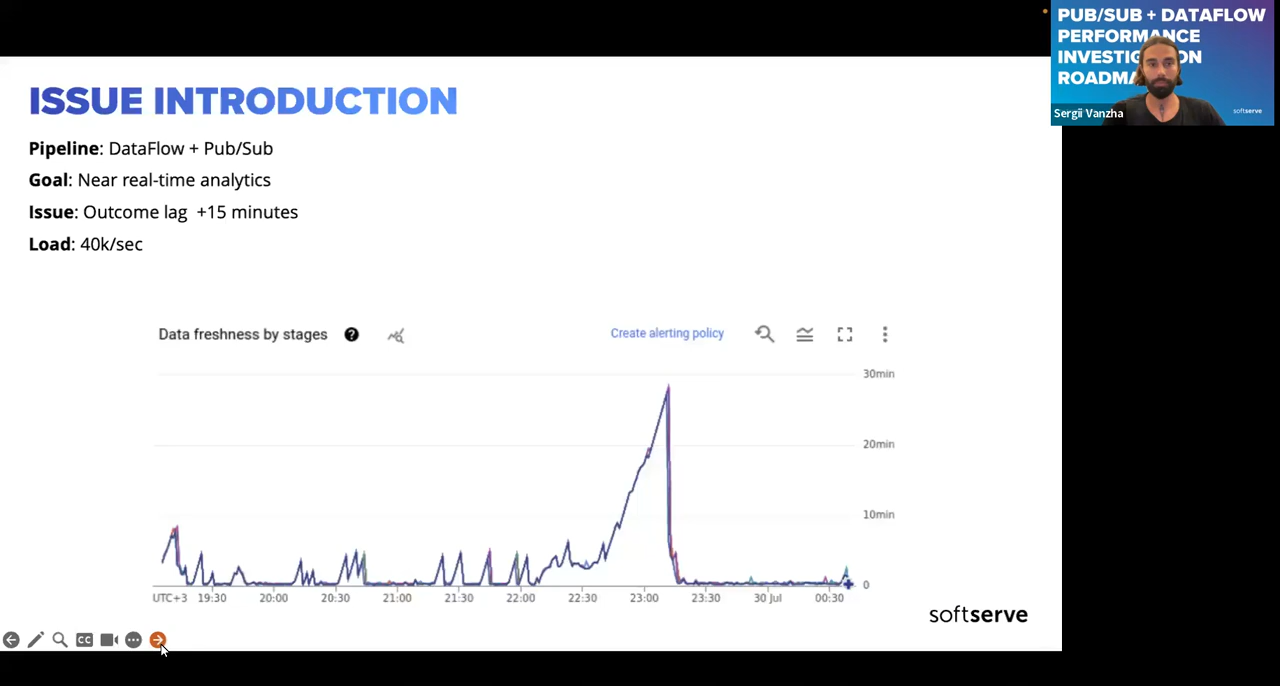 PUB/SUB + DATAFLOW
PERFORMANCE
ROADMA
Sergii Vanzha
softserve
ISSUE INTRODUCTION
Pipeline: DataFlow + Pub/Sub
Goal: Near real-time analytics
Issue: Outcome lag +15 minutes
Load: 40k/sec
Data freshness by stages ?
Create alerting policy
30min
20min
10min
0
UTC+3 19:30 20:00 20:30 21:00 21:30 22:00 22:30 23:00 23:30 30 Jul 00:30
softserve
CC